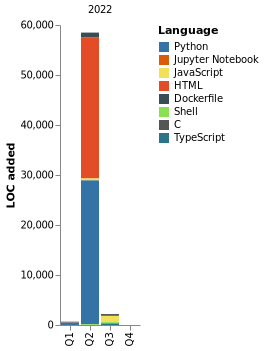 2022
Language
Python
Jupyter Notebook
JavaScript
HTML
Dockerfile
Shell
C
TypeScript
LOC added
60,000
50,000
40,000
30,000
20,000
10,000
0
Q1
Q2
Q3
Q4